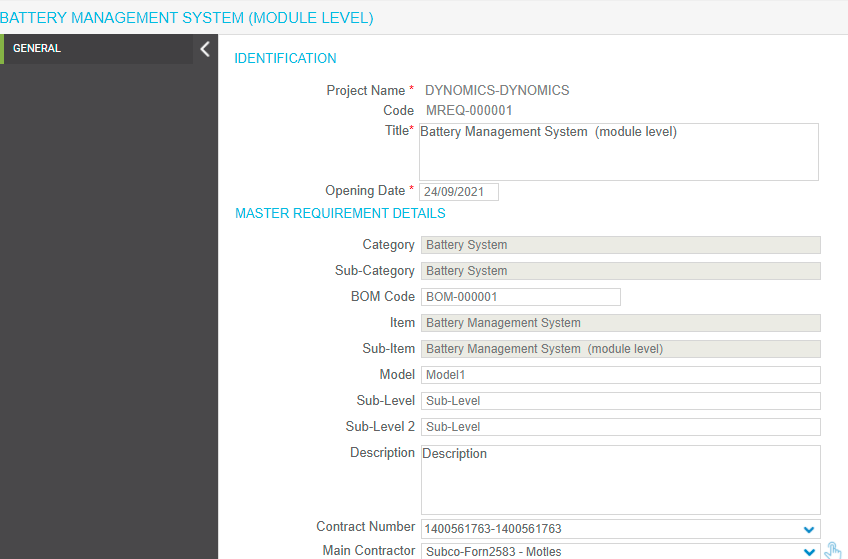 BATTERY MANAGEMENT SYSTEM (MODULE LEVEL)
GENERAL
IDENTIFICATION
Project Name * DYNOMICS-DYNOMICS
Code MREQ-000001
Title* Battery Management System (module level)
Opening Date * 24/09/2021
MASTER REQUIREMENT DETAILS
Category Battery System
Sub-Category Battery System
BOM Code BOM-000001
Item Battery Management System
Sub-Item Battery Management System (module level)
Model Model1
Sub-Level Sub-Level
Sub-Level 2 Sub-Level
Description Description
Contract Number 1400561763-1400561763
Main Contractor Subco-Forn2583 - Motles